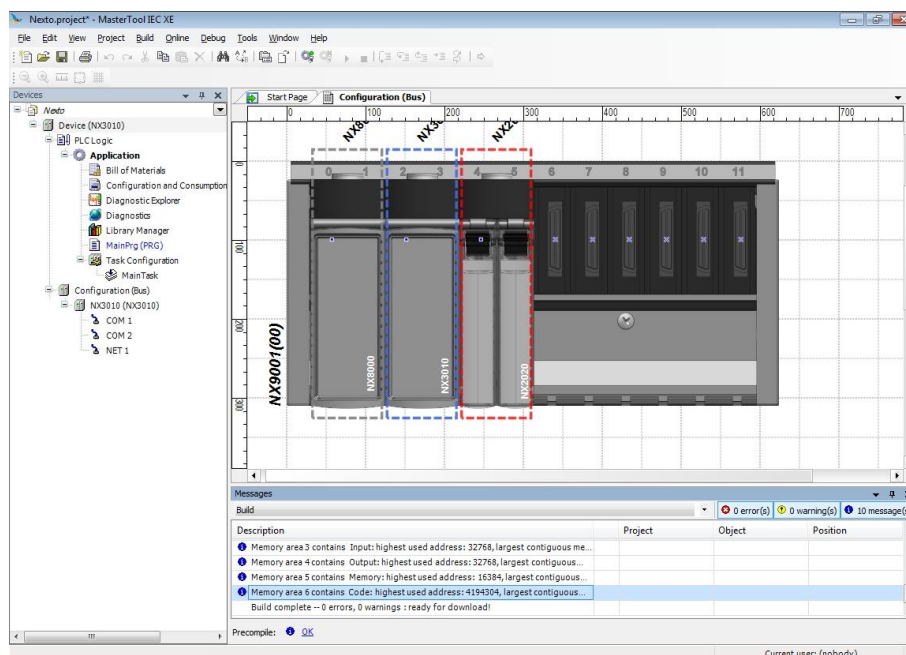 Nexto.project* - MasterTool IEC XE
File Edit View Project Build Online Debug Tools Window Help
Devices
Nexto
Device (NX3010)
PLC Logic
Application
Bill of Materials
Configuration and Consumption
Diagnostic Explorer
Diagnostics
Library Manager
MainPrg (PRG)
Task Configuration
MainTask
Configuration (Bus)
NX3010 (NX3010)
COM 1
COM 2
NET 1
Start Page Configuration (Bus)
0 100 200 300 400 500 600 700
0 1 2 3 4 5 6 7 8 9 10 11
0
100
200
300
NX9001(00)
NX8000
NX3010
NX2020
Messages
Build 0 error(s) 0 warning(s) 10 message(s
Description Project Object Position
Memory area 3 contains Input: highest used address: 32768, largest contiguous me...
Memory area 4 contains Output: highest used address: 32768, largest contiguous...
Memory area 5 contains Memory: highest used address: 16384, largest contiguous...
Memory area 6 contains Code: highest used address: 4194304, largest contiguous...
Build complete -- 0 errors, 0 warnings : ready for download!
Precompile: OK
Current user: (nobody)